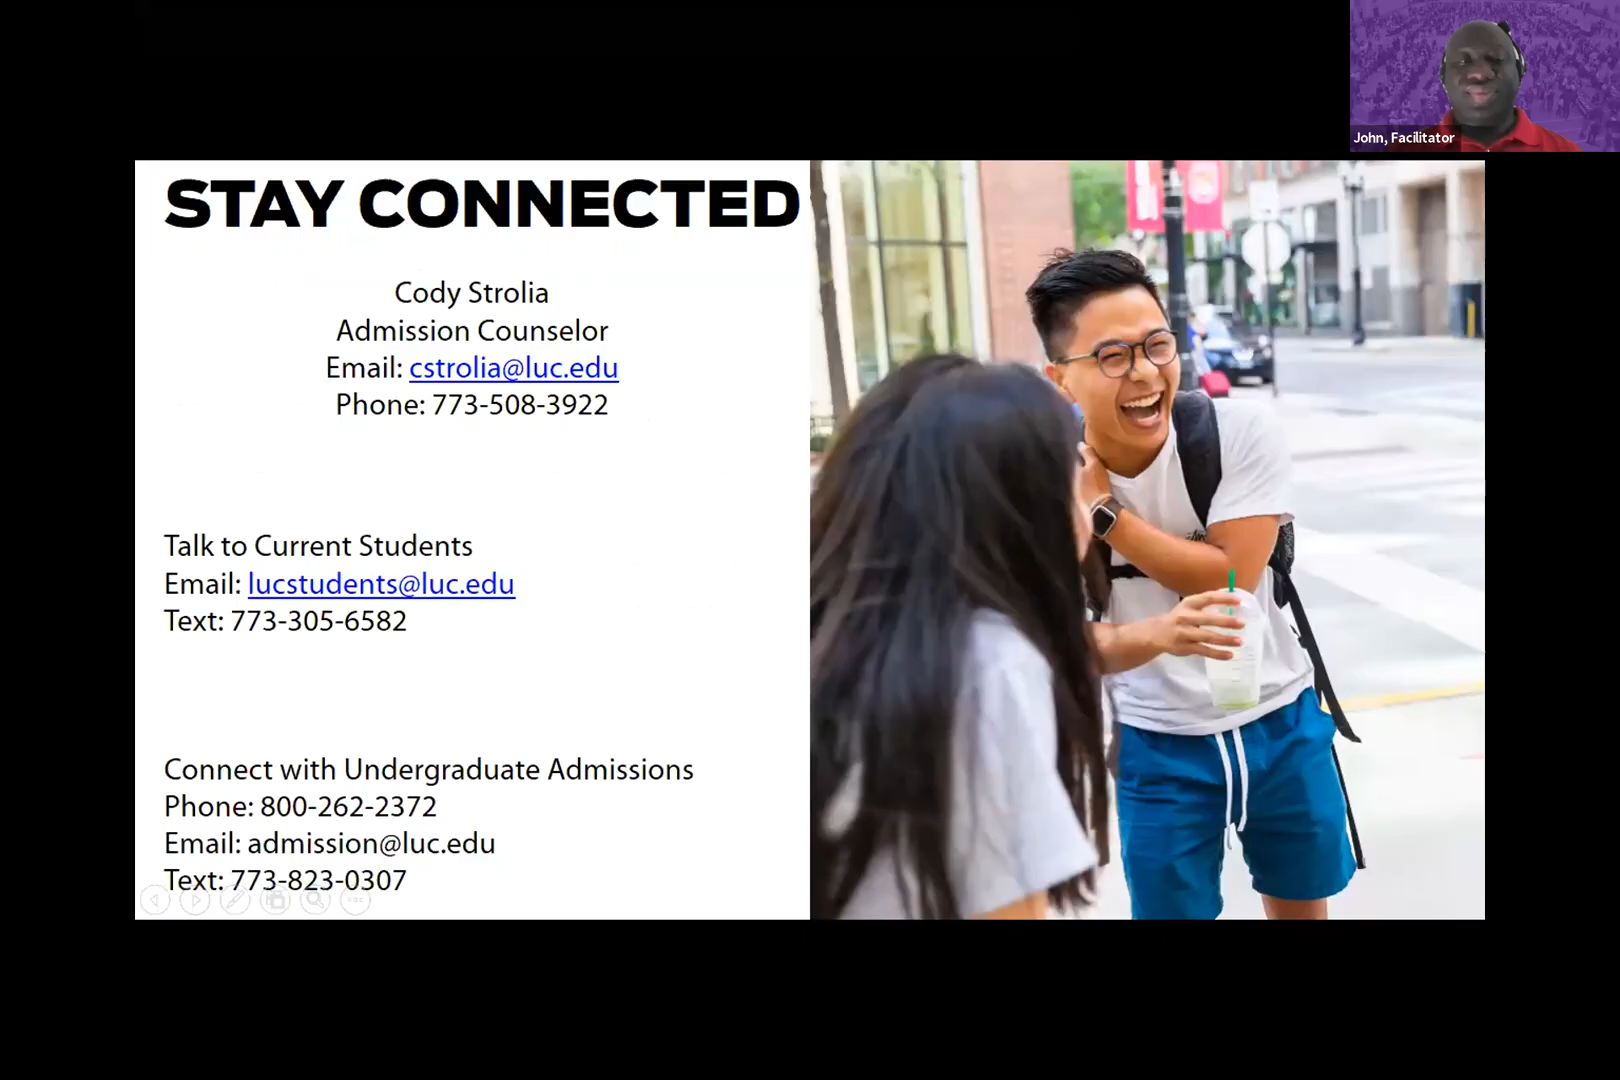 John, Facilitator
STAY CONNECTED
Cody Strolia
Admission Counselor
Email: cstrolia@luc.edu
Phone: 773-508-3922
Talk to Current Students
Email: lucstudents@luc.edu
Text: 773-305-6582
Connect with Undergraduate Admissions
Phone: 800-262-2372
Email: admission@luc.edu
Text: 773-823-0307